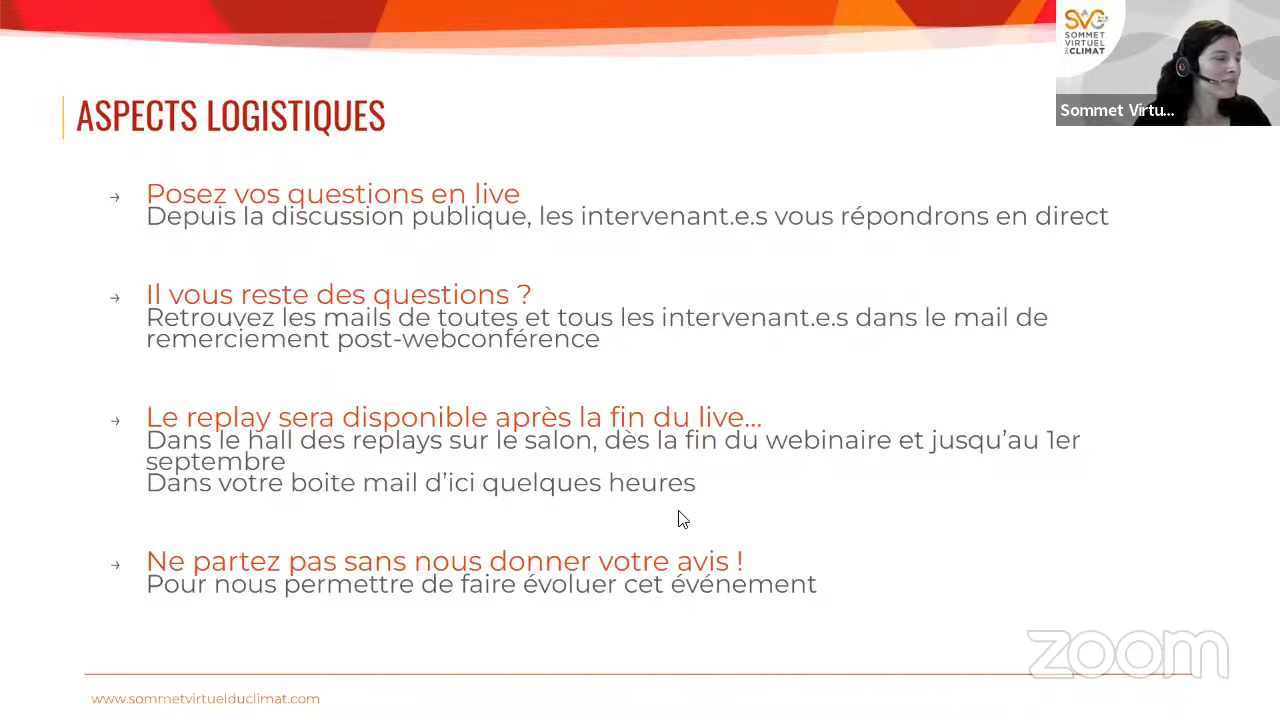 SVC
SOMMET
VIRTUEL
CLIMAT
Sommet Virtu...
ASPECTS LOGISTIQUES
→ Posez vos questions en live
Depuis la discussion publique, les intervenant.e.s vous répondrons en direct
→ Il vous reste des questions ?
Retrouvez les mails de toutes et tous les intervenant.e.s dans le mail de
remerciement post-webconférence
→ Le replay sera disponible après la fin du live...
Dans le hall des replays sur le salon, dès la fin du webinaire et jusqu’au 1er
septembre
Dans votre boite mail d’ici quelques heures
→ Ne partez pas sans nous donner votre avis !
Pour nous permettre de faire évoluer cet événement
zoom
www.sommetvirtuelduclimat.com